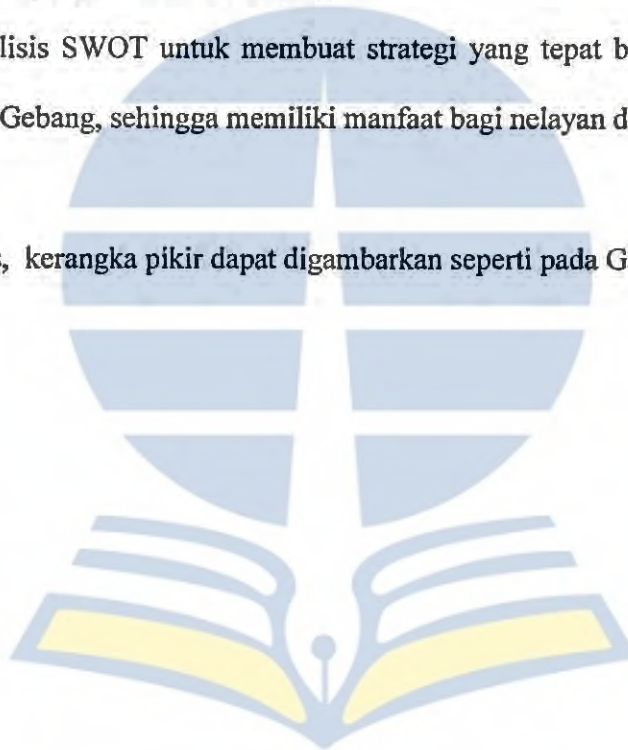 lisis SWOT untuk membuat strategi yang tepat b
Gebang, sehingga memiliki manfaat bagi nelayan d
kerangka pikir dapat digambarkan seperti pada G